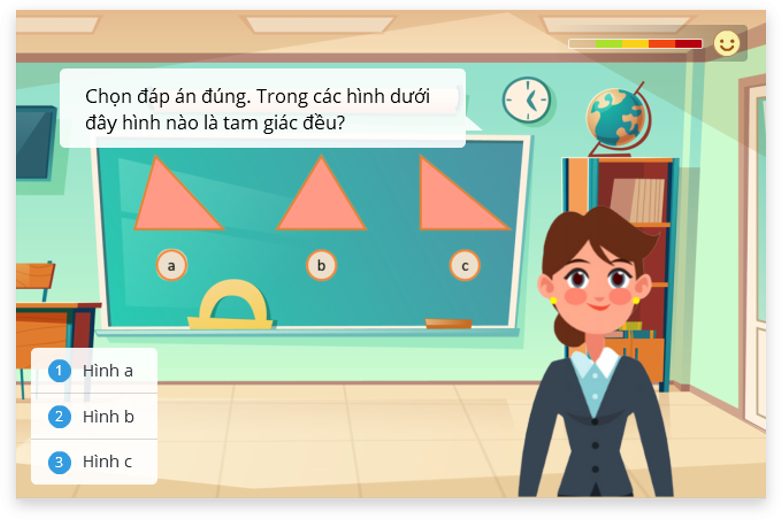 Chọn đáp án đúng. Trong các hình dưới
đây hình nào là tam giác đều?
a
b
c
1 Hình a
2 Hình b
3 Hình c